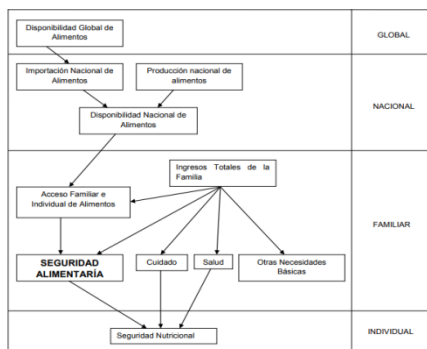 Disponibilidad Global de
Alimentos
GLOBAL
Importación Nacional de
Alimentos
Producción nacional de
alimentos
Disponibilidad Nacional de
Alimentos
NACIONAL
Ingresos Totales de la
Familia
Acceso Familiar e
Individual de Alimentos
FAMILIAR
SEGURIDAD
ALIMENTARÍA
Cuidado
Salud
Otras Necesidades
Básicas
Seguridad Nutricional
INDIVIDUAL